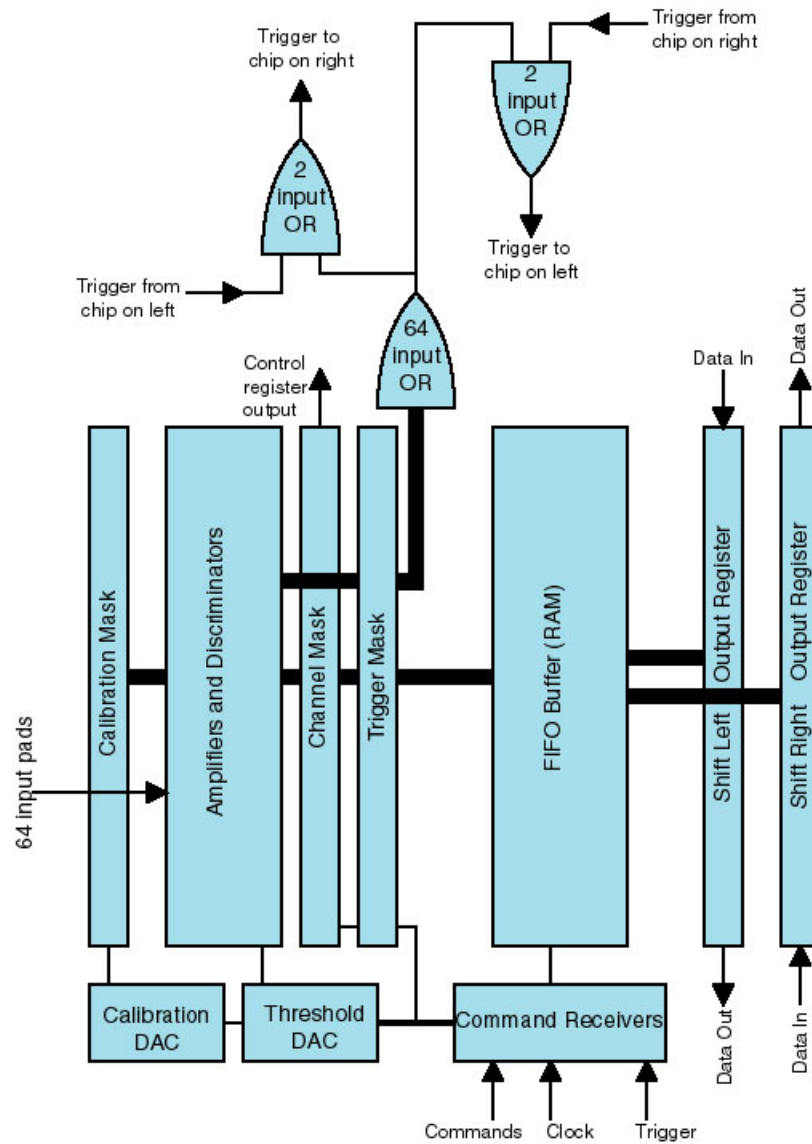 Trigger to
chip on right
Trigger from
chip on right
2
input
OR
2
input
OR
Trigger from
chip on left
Trigger to
chip on left
64
input
OR
Control
register
output
Data In
Data Out
Calibration Mask
Amplifiers and Discriminators
Channel Mask
Trigger Mask
FIFO Buffer (RAM)
Shift Left Output Register
Shift Right Output Register
64 input pads
Calibration
DAC
Threshold
DAC
Command Receivers
Data Out
Data In
Commands
Clock
Trigger